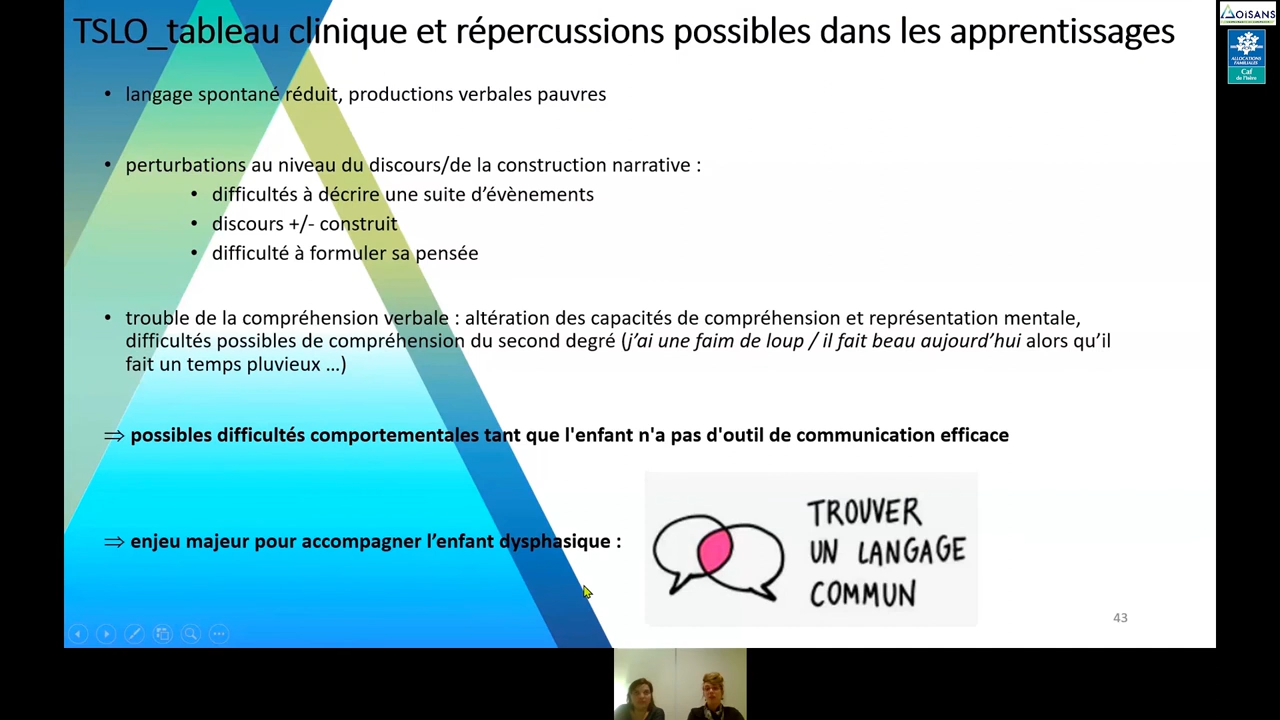 TSLO_tableau clinique et répercussions possibles dans les apprentissages
• langage spontané réduit, productions verbales pauvres
• perturbations au niveau du discours/de la construction narrative :
• difficultés à décrire une suite d’évènements
• discours +/- construit
• difficulté à formuler sa pensée
• trouble de la compréhension verbale : altération des capacités de compréhension et représentation mentale,
difficultés possibles de compréhension du second degré (j’ai une faim de loup / il fait beau aujourd’hui alors qu’il
fait un temps pluvieux …)
⇒ possibles difficultés comportementales tant que l'enfant n'a pas d'outil de communication efficace
⇒ enjeu majeur pour accompagner l’enfant dysphasique :
TROUVER
UN LANGAGE
COMMUN
43
OISANS
ALLOCATIONS
FAMILIALES
Caf
de l'Isère